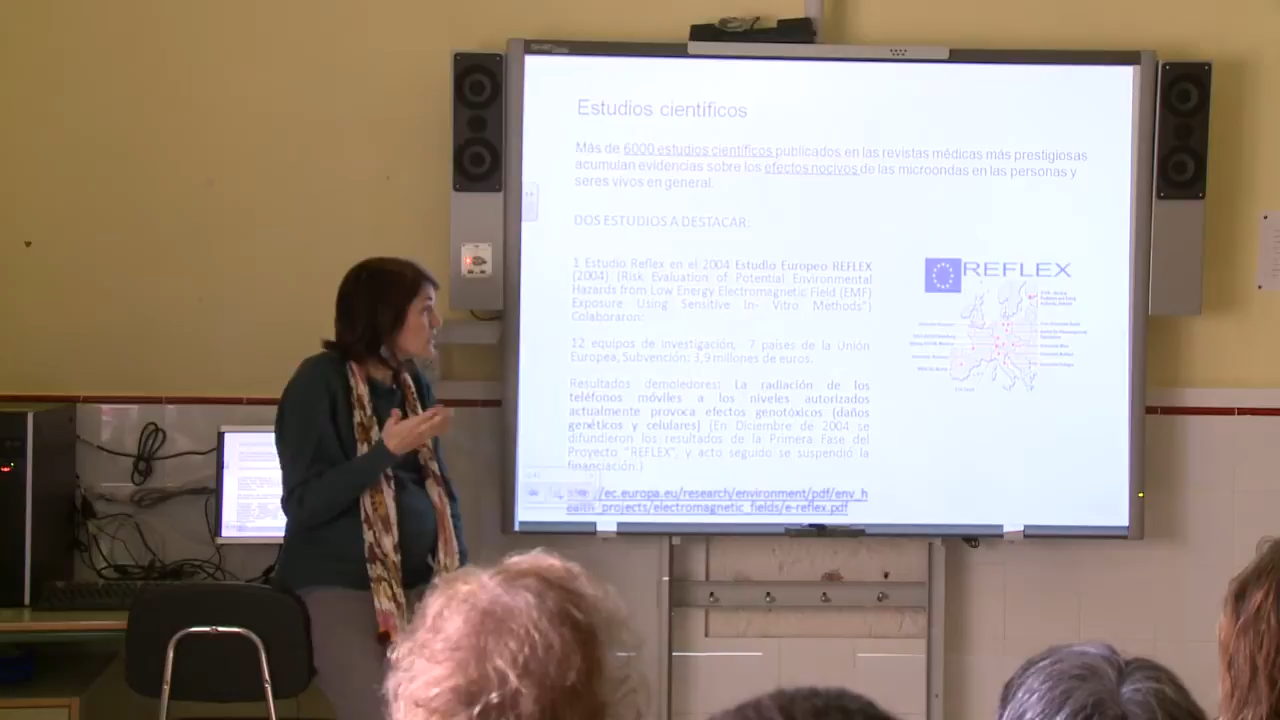 Estudios científicos
Más de 6000 estudios científicos publicados en las revistas médicas más prestigiosas
acumulan evidencias sobre los efectos nocivos de las microondas en las personas y
seres vivos en general.
DOS ESTUDIOS A DESTACAR:
1 Estudio Reflex en el 2004 Estudio Europeo REFLEX
(2004) (Risk Evaluation of Potential Environmental
Hazards from Low Energy Electromagnetic Field (EMF)
Exposure Using Sensitive In- Vitro Methods")
Colaboraron:
12 equipos de investigación, 7 países de la Unión
Europea, Subvención: 3,9 millones de euros.
Resultados demoledores: La radiación de los
teléfonos móviles a los niveles autorizados
actualmente provoca efectos genotóxicos (daños
genéticos y celulares) (En Diciembre de 2004 se
difundieron los resultados de la Primera Fase del
Proyecto "REFLEX", y acto seguido se suspendió la
financiación.)
/ec.europa.eu/research/environment/pdf/env_h
ealth_projects/electromagnetic_fields/e-reflex.pdf
REFLEX